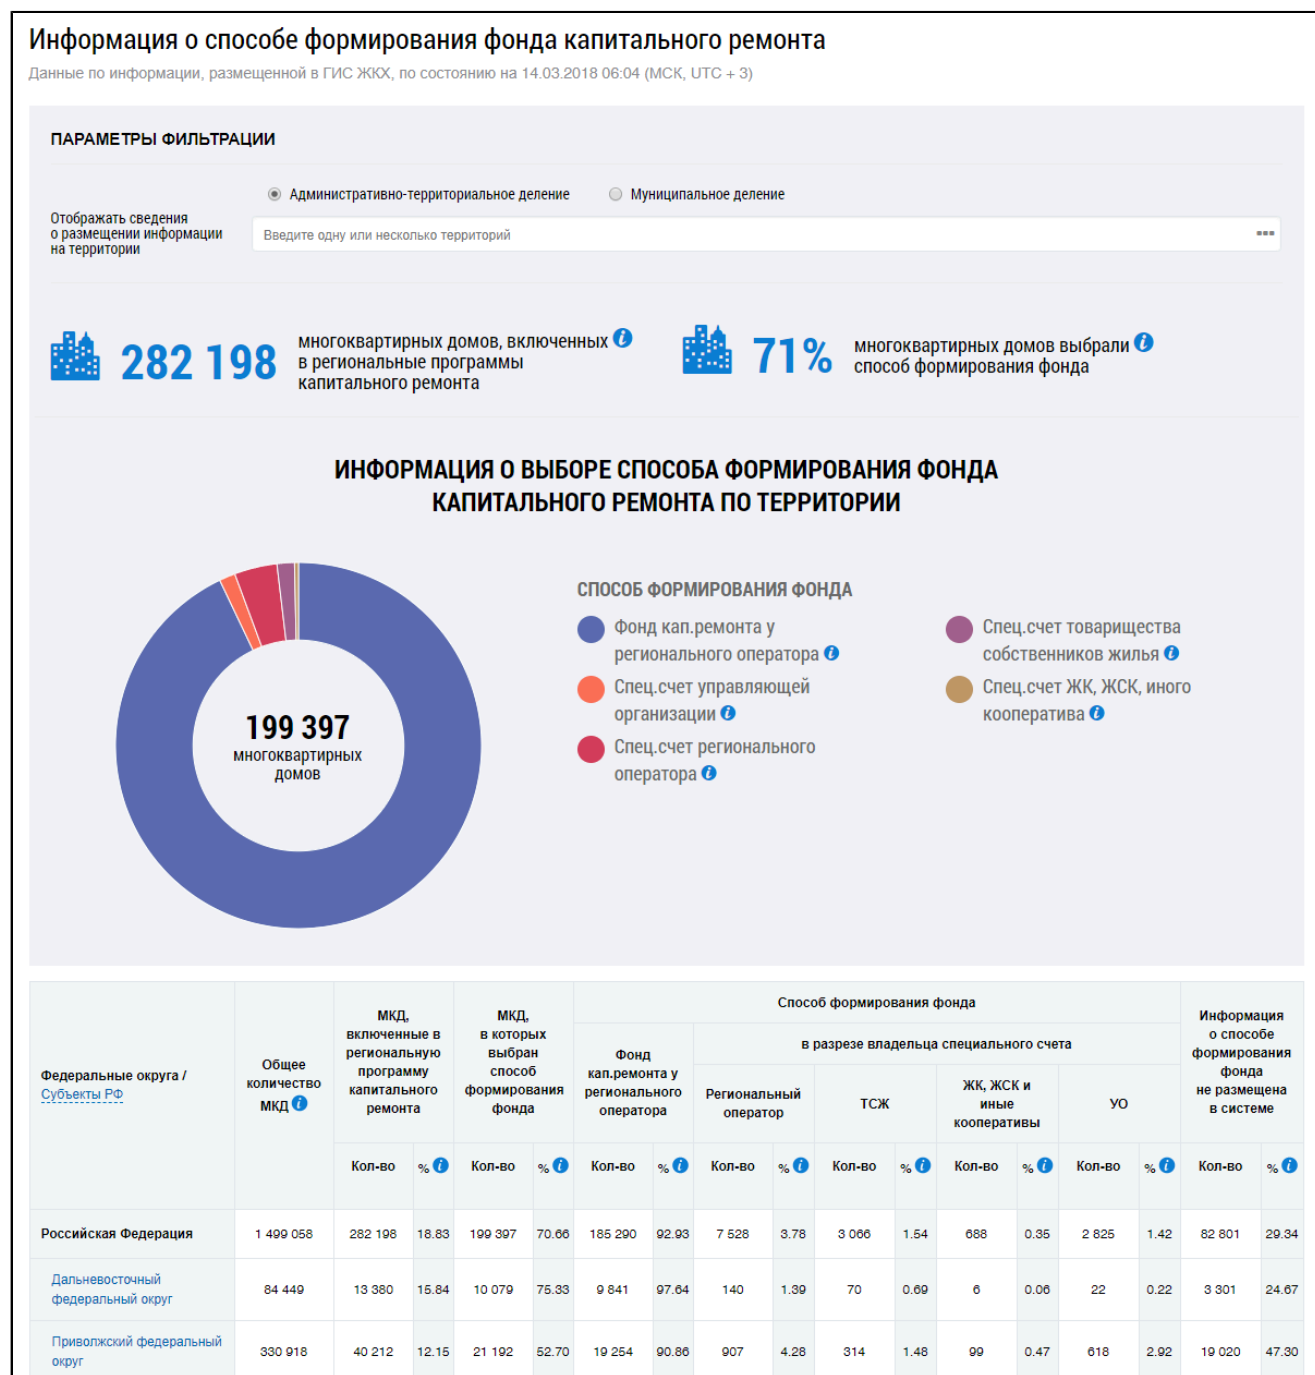 Информация о способе формирования фонда капитального ремонта
Данные по информации, размещенной в ГИС ЖКХ, по состоянию на 14.03.2018 06:04 (МСК, UTC + 3)
ПАРАМЕТРЫ ФИЛЬТРАЦИИ
Административно-территориальное деление Муниципальное деление
Отображать сведения
о размещении информации
на территории
Введите одну или несколько территорий
282 198
многоквартирных домов, включенных
в региональные программы
капитального ремонта
71%
многоквартирных домов выбрали
способ формирования фонда
ИНФОРМАЦИЯ О ВЫБОРЕ СПОСОБА ФОРМИРОВАНИЯ ФОНДА
КАПИТАЛЬНОГО РЕМОНТА ПО ТЕРРИТОРИИ
199 397
многоквартирных
домов
СПОСОБ ФОРМИРОВАНИЯ ФОНДА
Фонд кап.ремонта у
регионального оператора
Спец.счет управляющей
организации
Спец.счет регионального
оператора
Спец.счет товарищества
собственников жилья
Спец.счет ЖК, ЖСК, иного
кооператива
Федеральные округа /
Субъекты РФ
Общее
количество
МКД
МКД,
включенные в
региональную
программу
капитального
ремонта
МКД,
в которых
выбран
способ
формирования
фонда
Способ формирования фонда
Фонд
кап.ремонта у
регионального
оператора
в разрезе владельца специального счета
Региональный
оператор
ТСЖ
ЖК, ЖСК и
иные
кооперативы
УО
Информация
о способе
формирования
фонда
не размещена
в системе
Кол-во % Кол-во % Кол-во % Кол-во % Кол-во % Кол-во % Кол-во % Кол-во %
Российская Федерация 1 499 058 282 198 18.83 199 397 70.66 185 290 92.93 7 528 3.78 3 066 1.54 688 0.35 2 825 1.42 82 801 29.34
Дальневосточный
федеральный округ
84 449 13 380 15.84 10 079 75.33 9 841 97.64 140 1.39 70 0.69 6 0.06 22 0.22 3 301 24.67
Приволжский федеральный
округ
330 918 40 212 12.15 21 192 52.70 19 254 90.86 907 4.28 314 1.48 99 0.47 618 2.92 19 020 47.30